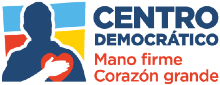 CENTRO
DEMOCRÁTICO
Mano firme
Corazón grande